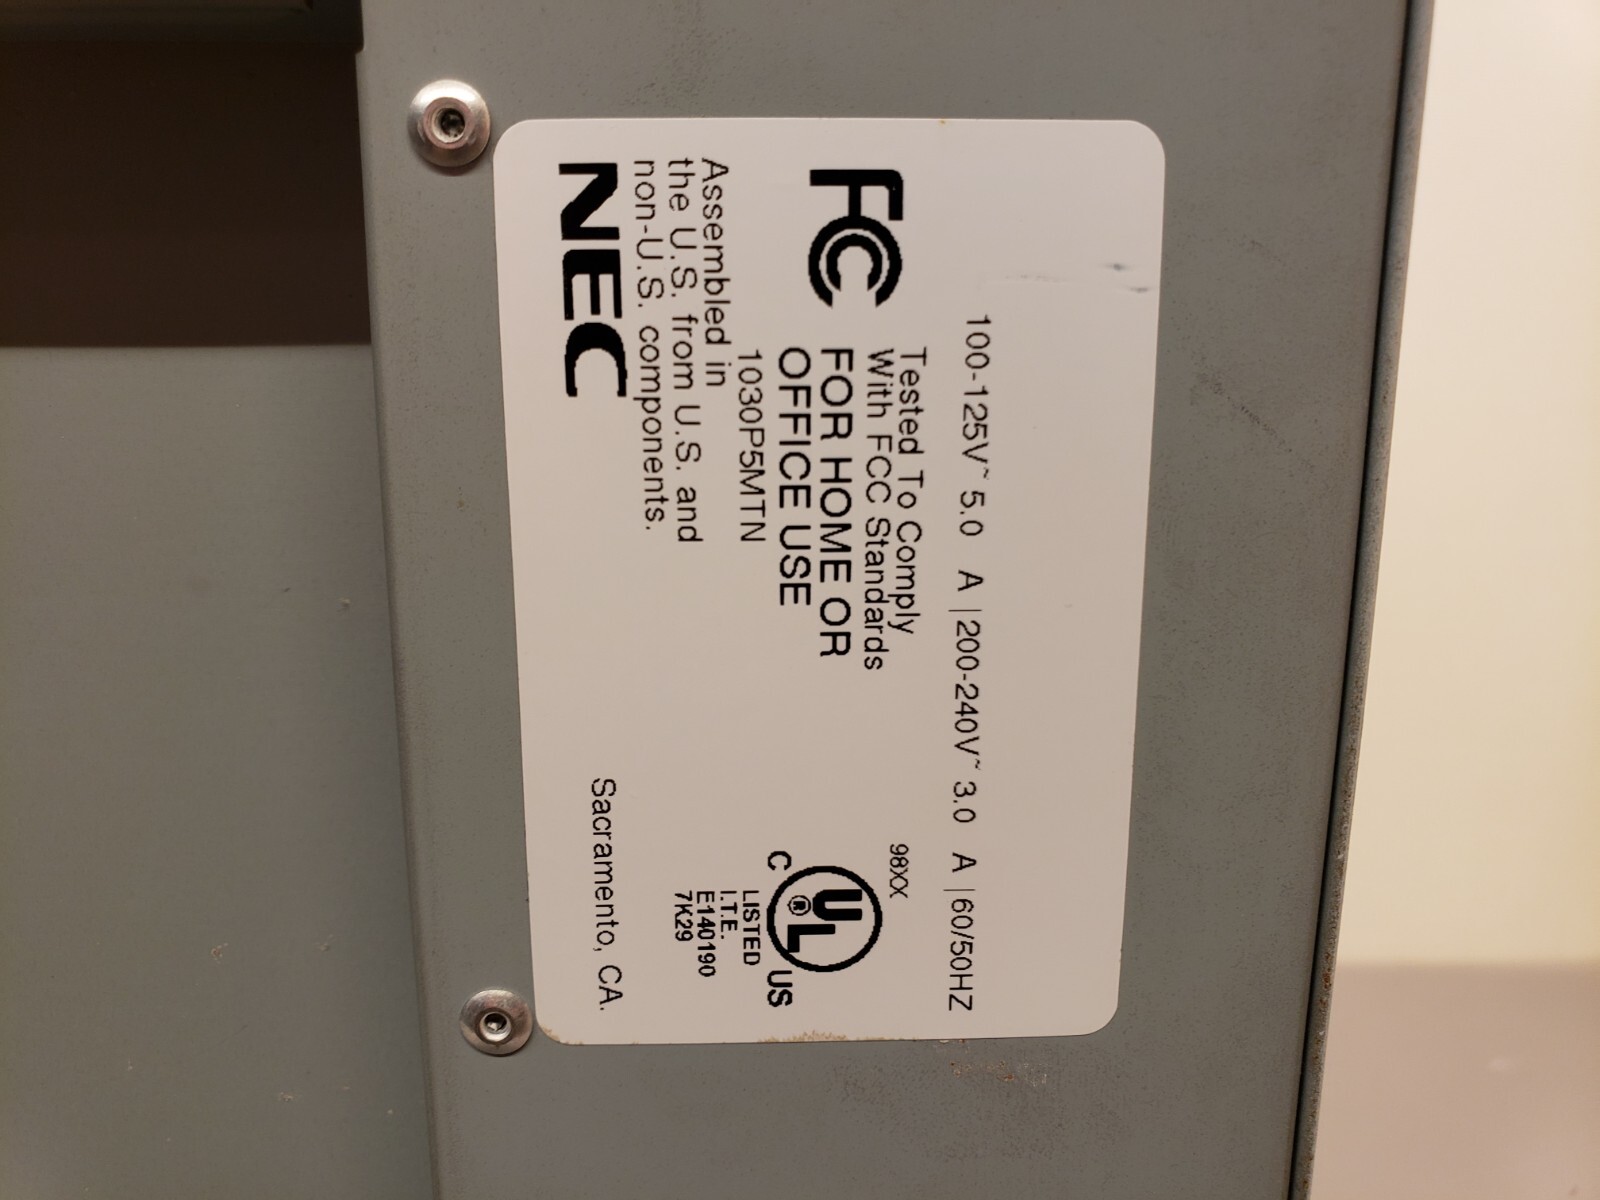 100-125V~ 5.0 A | 200-240V~ 3.0 A | 60/50HZ
FC
Tested To Comply
With FCC Standards
FOR HOME OR
OFFICE USE
1030P5MTN
Assembled in
the U.S. from U.S. and
non-U.S. components.
NEC
98XX
UL
®
C US
LISTED
I.T.E.
E140190
7K29
Sacramento, CA.